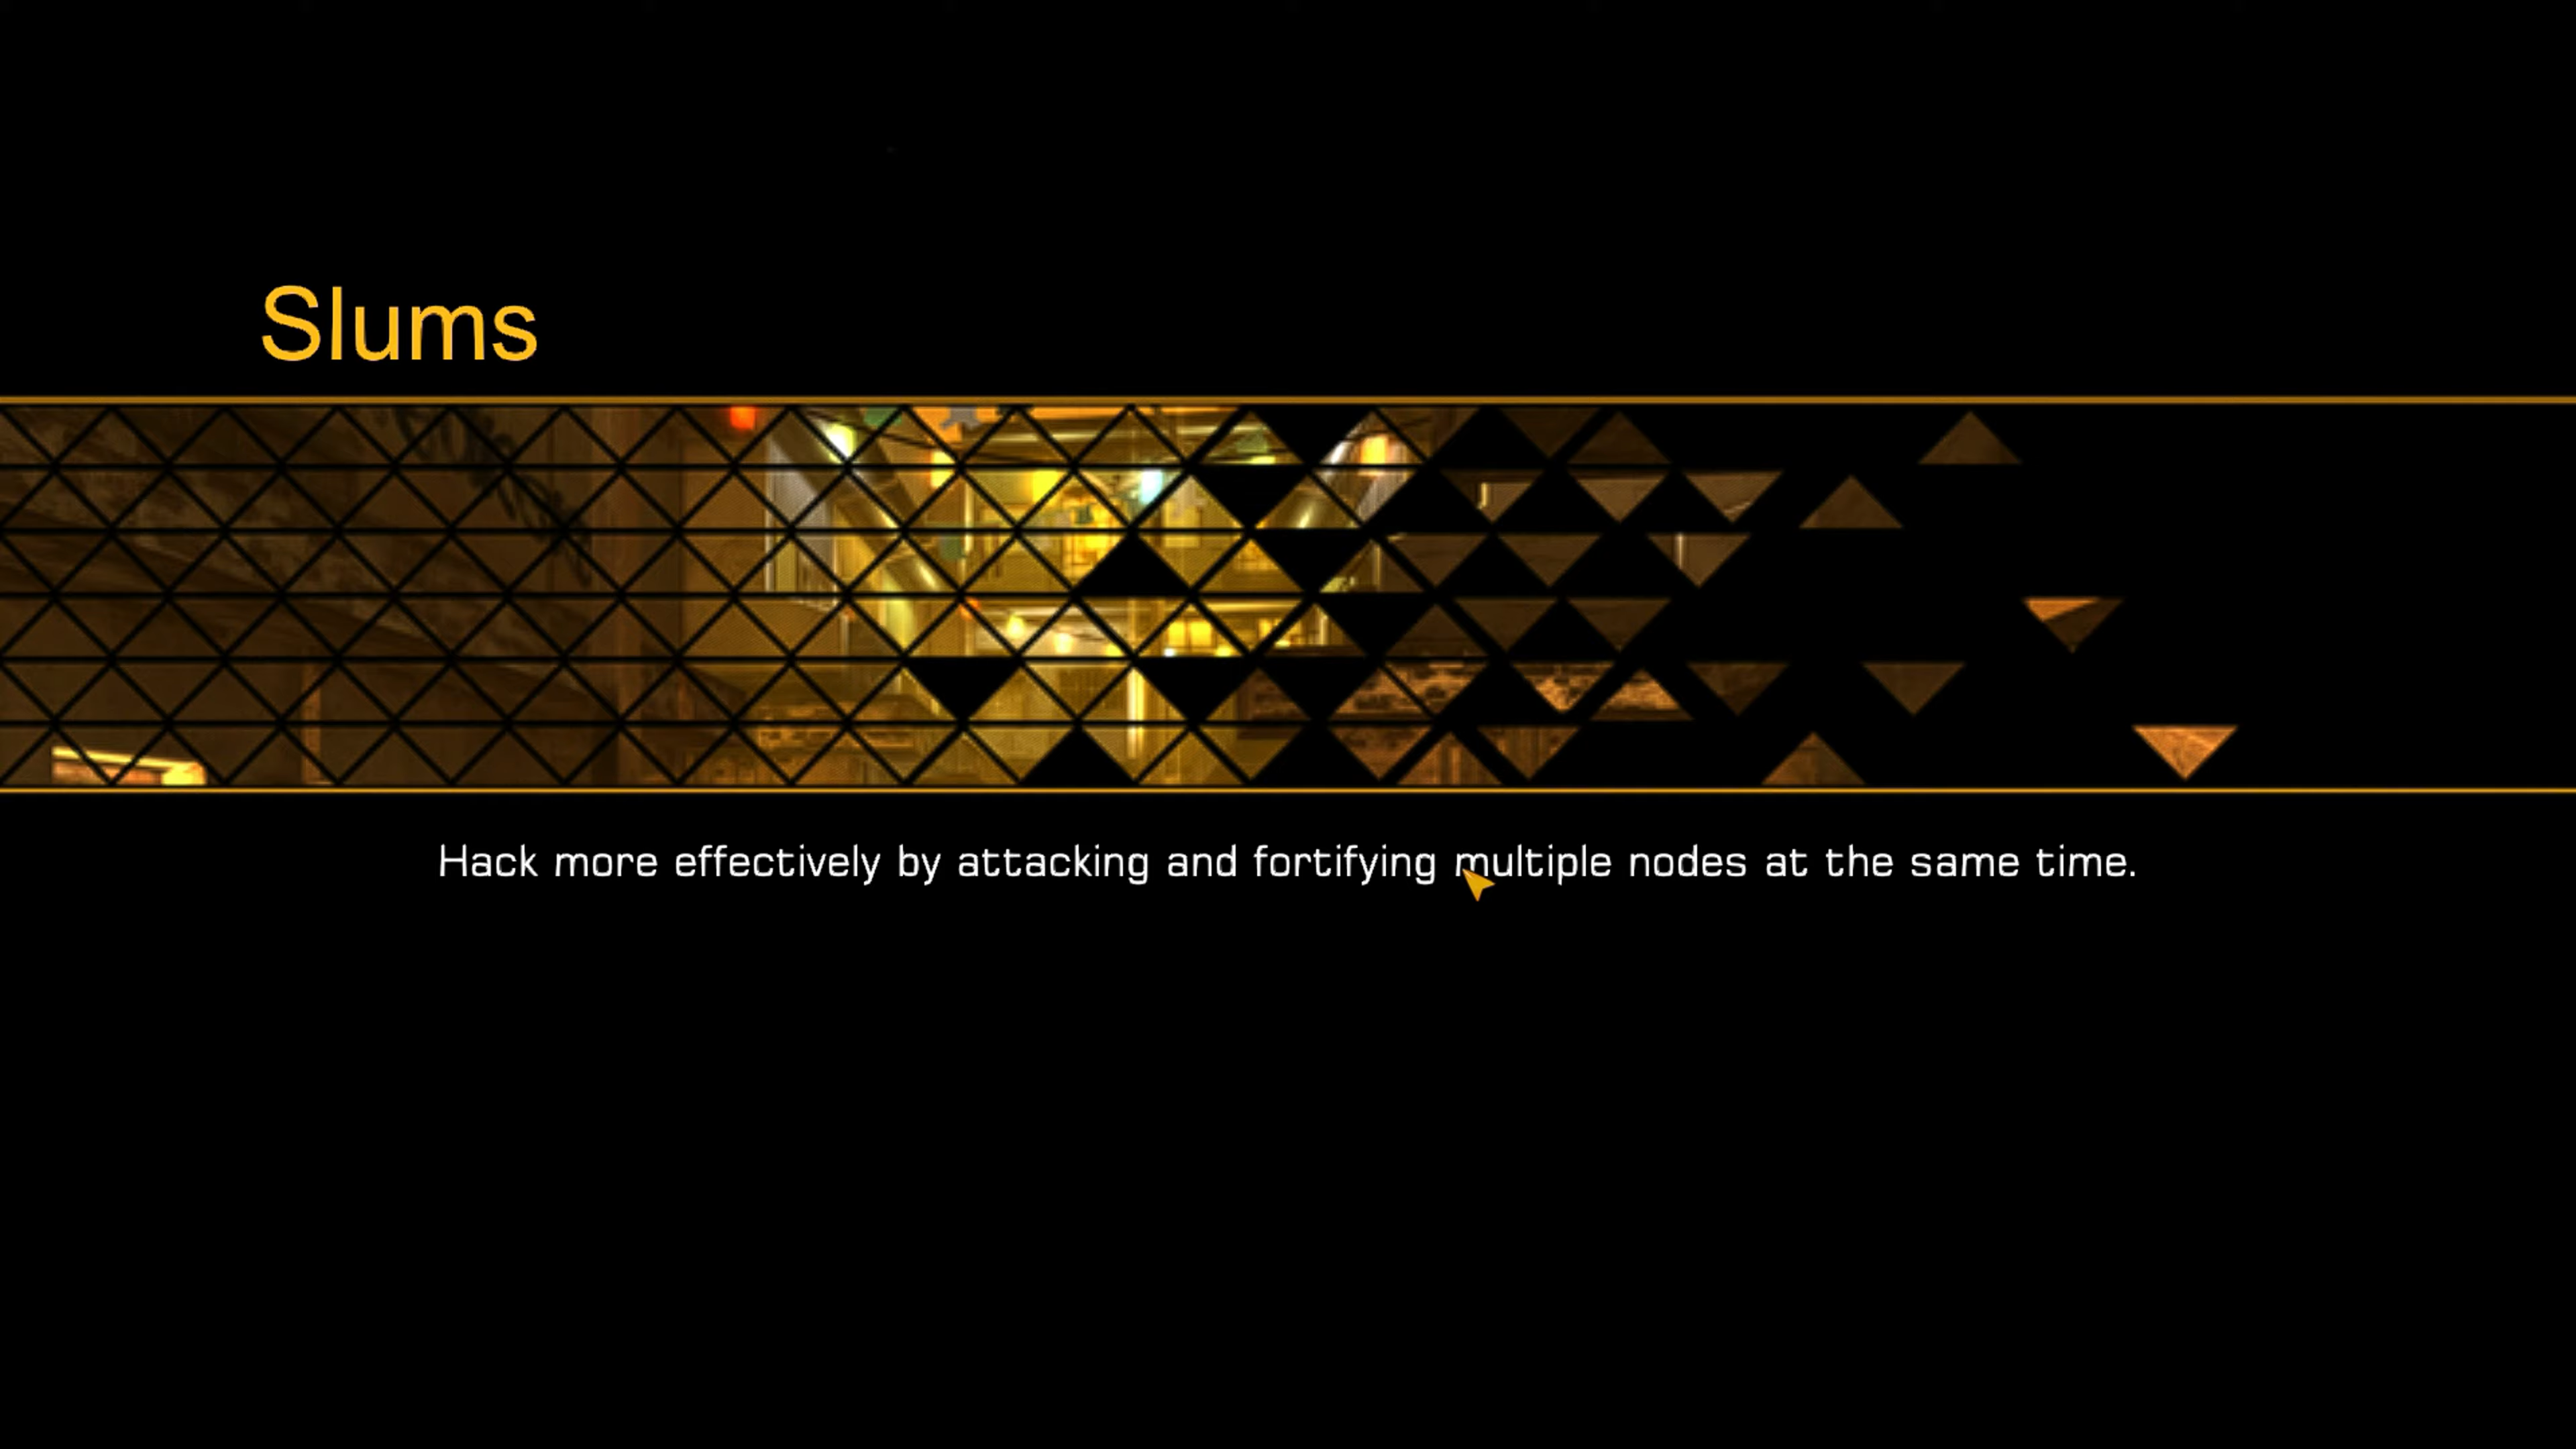 Slums
Hack more effectively by attacking and fortifying multiple nodes at the same time.